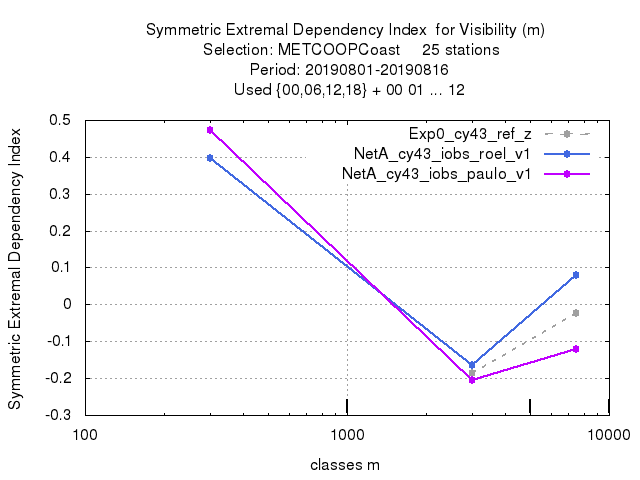 Symmetric Extremal Dependency Index for Visibility (m)
Selection: METCOOPCoast 25 stations
Period: 20190801-20190816
Used {00,06,12,18} + 00 01 ... 12
Symmetric Extremal Dependency Index
0.5
0.4
0.3
0.2
0.1
0
-0.1
-0.2
-0.3
Exp0_cy43_ref_z
NetA_cy43_iobs_roel_v1
NetA_cy43_iobs_paulo_v1
100 1000 10000
classes m